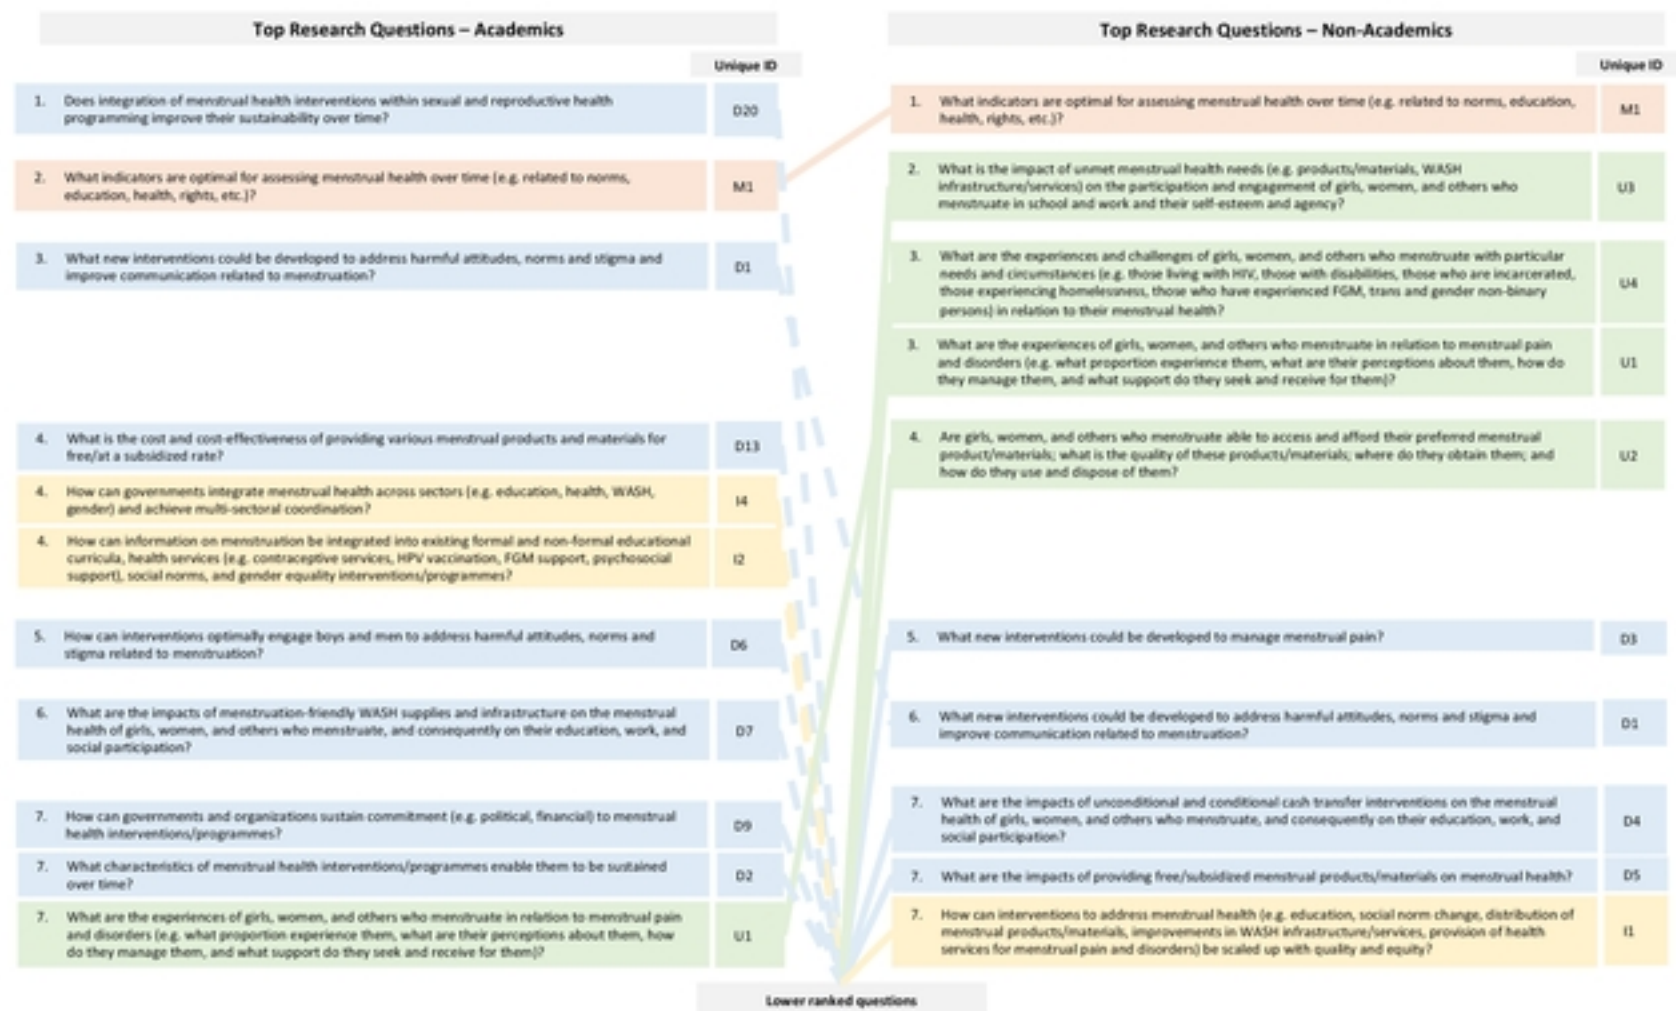 Top Research Questions – Academics
Unique ID
1. Does integration of menstrual health interventions within sexual and reproductive health
programming improve their sustainability over time?
D20
2. What indicators are optimal for assessing menstrual health over time (e.g. related to norms,
education, health, rights, etc.)?
M1
3. What new interventions could be developed to address harmful attitudes, norms and stigma and
improve communication related to menstruation?
D1
4. What is the cost and cost-effectiveness of providing various menstrual products and materials for
free/at a subsidized rate?
D13
4. How can governments integrate menstrual health across sectors (e.g. education, health, WASH,
gender) and achieve multi-sectoral coordination?
I4
4. How can information on menstruation be integrated into existing formal and non-formal educational
curricula, health services (e.g. contraceptive services, HPV vaccination, FGM support, psychosocial
support), social norms, and gender equality interventions/programmes?
I2
5. How can interventions optimally engage boys and men to address harmful attitudes, norms and
stigma related to menstruation?
D6
6. What are the impacts of menstruation-friendly WASH supplies and infrastructure on the menstrual
health of girls, women, and others who menstruate, and consequently on their education, work, and
social participation?
D7
7. How can governments and organizations sustain commitment (e.g. political, financial) to menstrual
health interventions/programmes?
D9
7. What characteristics of menstrual health interventions/programmes enable them to be sustained
over time?
D2
7. What are the experiences of girls, women, and others who menstruate in relation to menstrual pain
and disorders (e.g. what proportion experience them, what are their perceptions about them, how
do they manage them, and what support do they seek and receive for them)?
U1
Top Research Questions – Non-Academics
Unique ID
1. What indicators are optimal for assessing menstrual health over time (e.g. related to norms, education,
health, rights, etc.)?
M1
2. What is the impact of unmet menstrual health needs (e.g. products/materials, WASH
infrastructure/services) on the participation and engagement of girls, women, and others who
menstruate in school and work and their self-esteem and agency?
U3
3. What are the experiences and challenges of girls, women, and others who menstruate with particular
needs and circumstances (e.g. those living with HIV, those with disabilities, those who are incarcerated,
those experiencing homelessness, those who have experienced FGM, trans and gender non-binary
persons) in relation to their menstrual health?
U4
3. What are the experiences of girls, women, and others who menstruate in relation to menstrual pain
and disorders (e.g. what proportion experience them, what are their perceptions about them, how do
they manage them, and what support do they seek and receive for them)?
U1
4. Are girls, women, and others who menstruate able to access and afford their preferred menstrual
product/materials; what is the quality of these products/materials; where do they obtain them; and
how do they use and dispose of them?
U2
5. What new interventions could be developed to manage menstrual pain?
D3
6. What new interventions could be developed to address harmful attitudes, norms and stigma and
improve communication related to menstruation?
D1
7. What are the impacts of unconditional and conditional cash transfer interventions on the menstrual
health of girls, women, and others who menstruate, and consequently on their education, work, and
social participation?
D4
7. What are the impacts of providing free/subsidized menstrual products/materials on menstrual health?
D5
7. How can interventions to address menstrual health (e.g. education, social norm change, distribution of
menstrual products/materials, improvements in WASH infrastructure/services, provision of health
services for menstrual pain and disorders) be scaled up with quality and equity?
I1
Lower ranked questions